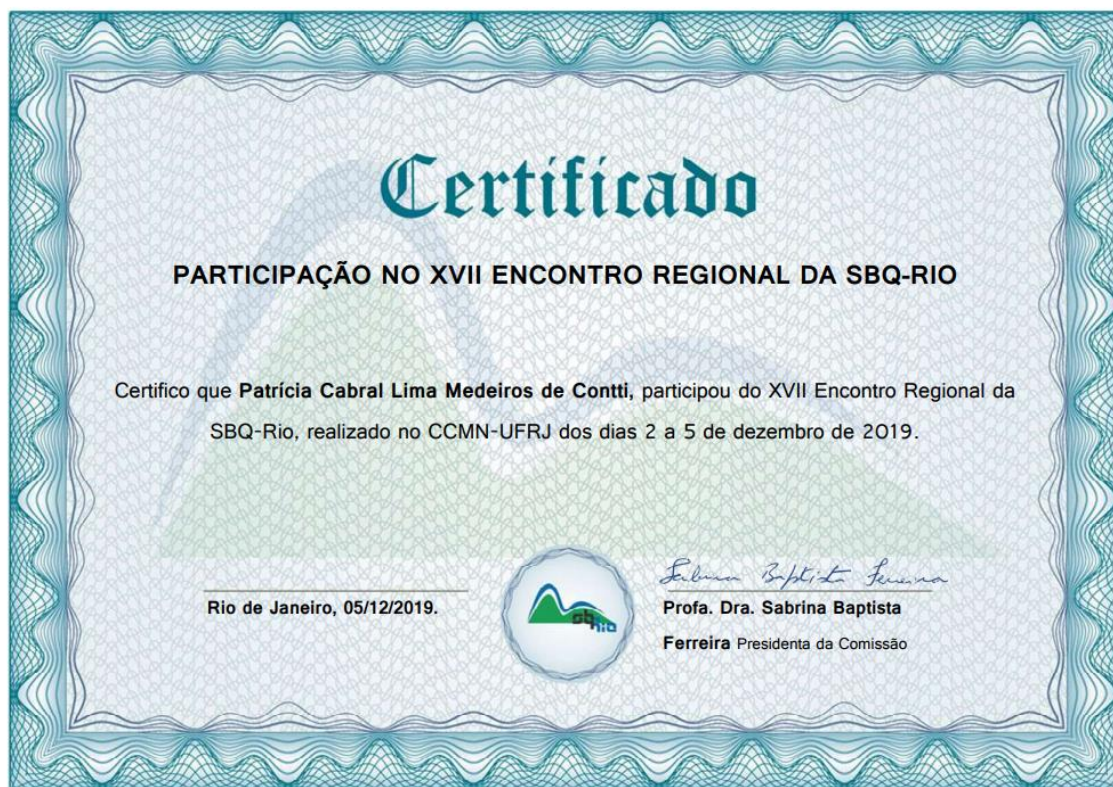 Certificado
PARTICIPAÇÃO NO XVII ENCONTRO REGIONAL DA SBQ-RIO
Certifico que Patrícia Cabral Lima Medeiros de Contti, participou do XVII Encontro Regional da
SBQ-Rio, realizado no CCMN-UFRJ dos dias 2 a 5 de dezembro de 2019.
Sabrina Baptista Ferreira
Rio de Janeiro, 05/12/2019.
sbqrio
Profa. Dra. Sabrina Baptista
Ferreira Presidenta da Comissão